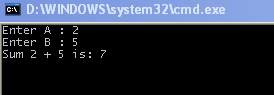 D:\WINDOWS\system32\cmd.exe
Enter A : 2
Enter B : 5
Sum 2 + 5 is: 7